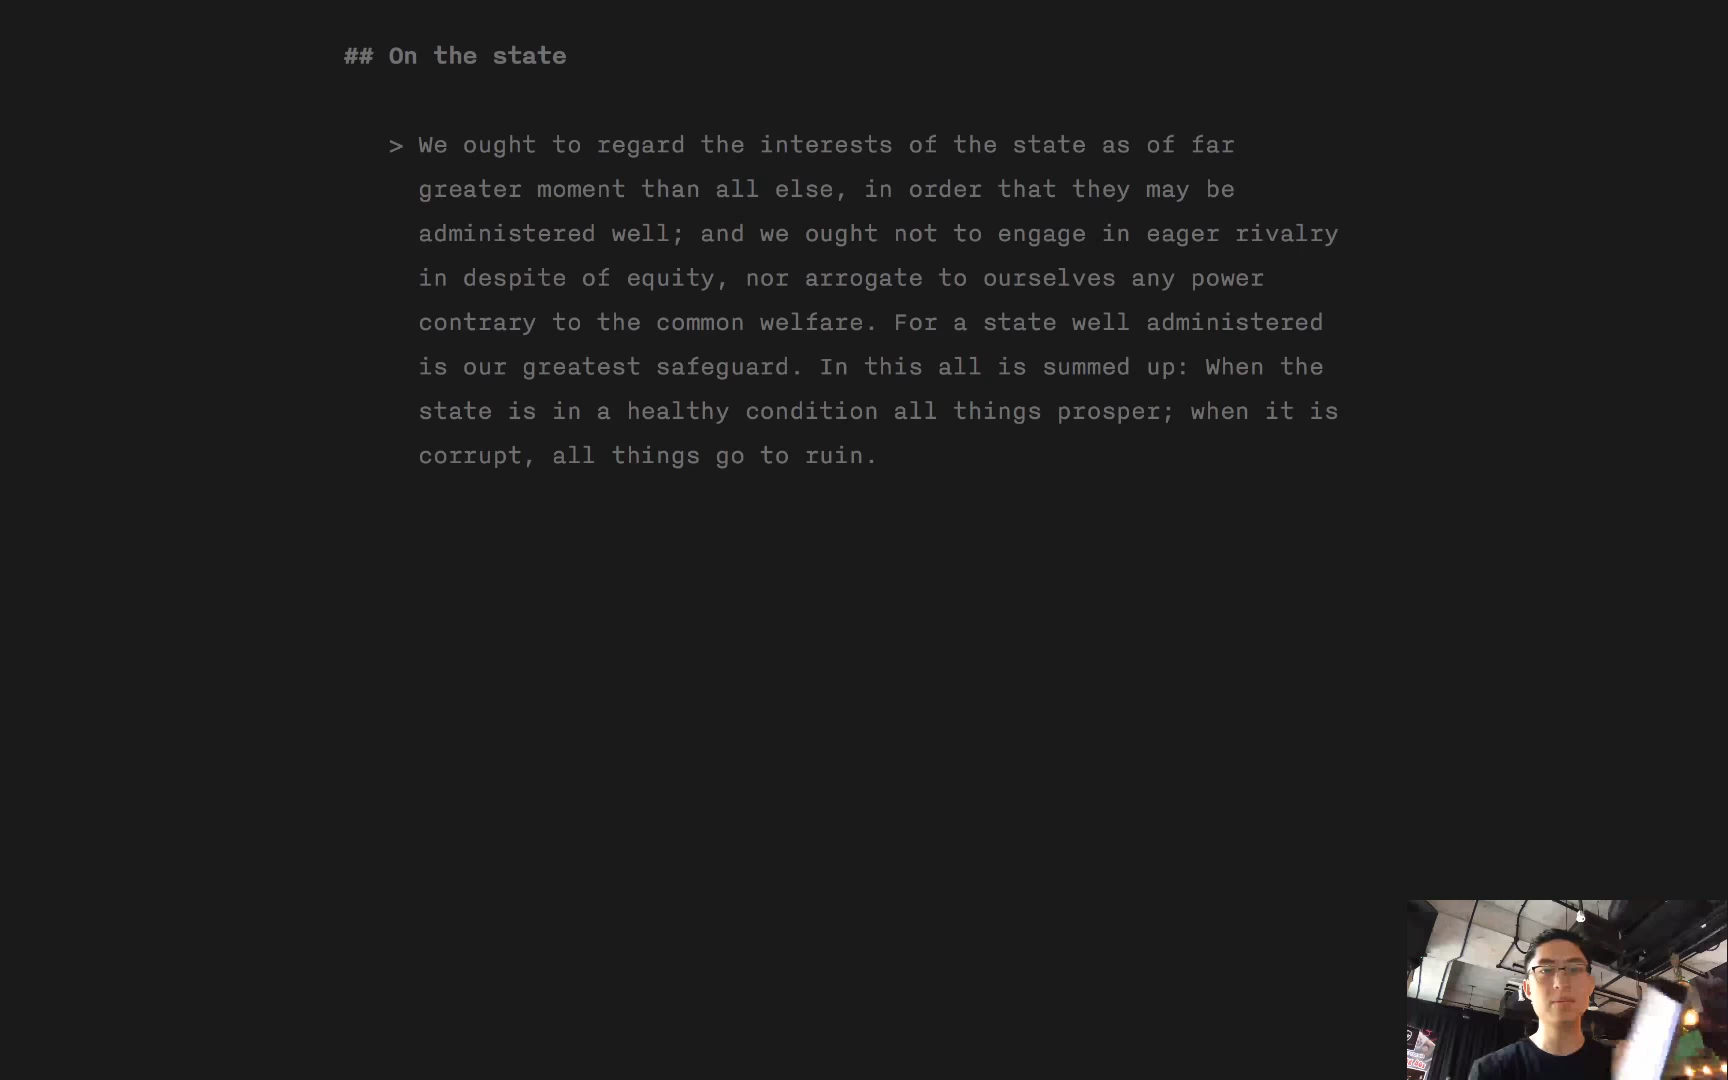 ## On the state
> We ought to regard the interests of the state as of far
greater moment than all else, in order that they may be
administered well; and we ought not to engage in eager rivalry
in despite of equity, nor arrogate to ourselves any power
contrary to the common welfare. For a state well administered
is our greatest safeguard. In this all is summed up: When the
state is in a healthy condition all things prosper; when it is
corrupt, all things go to ruin.